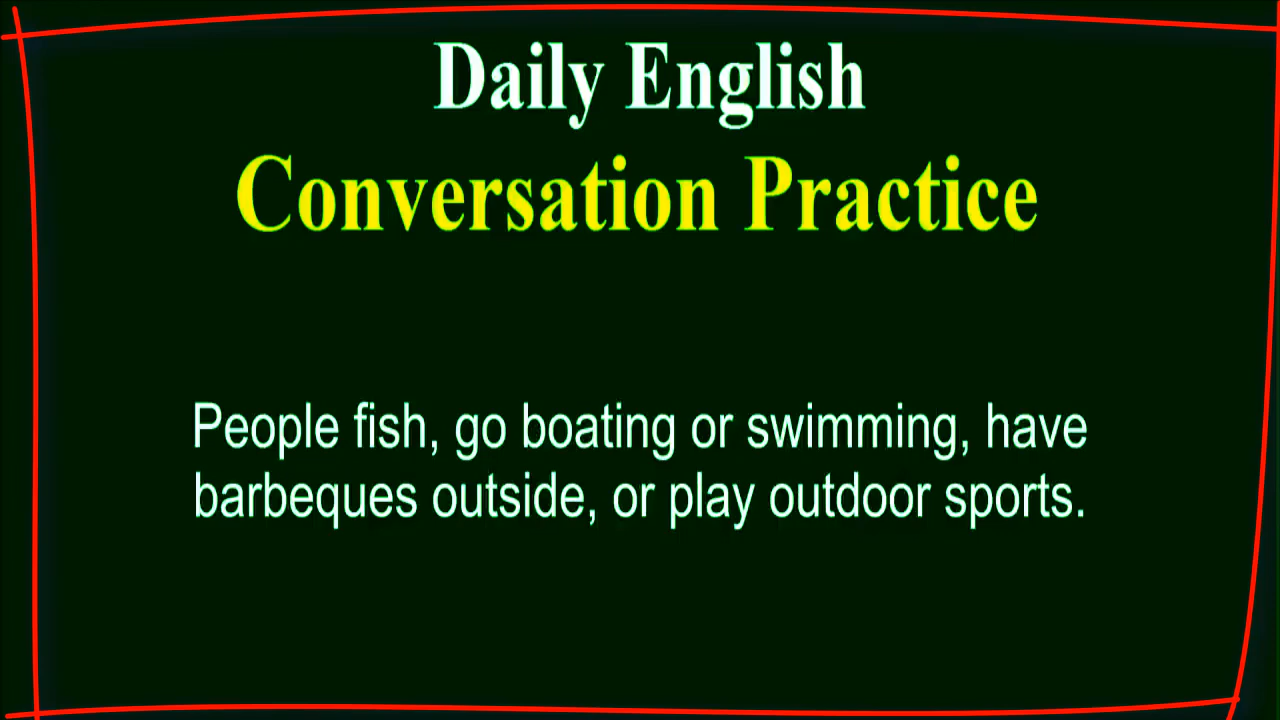 Daily English
Conversation Practice
People fish, go boating or swimming, have
barbeques outside, or play outdoor sports.